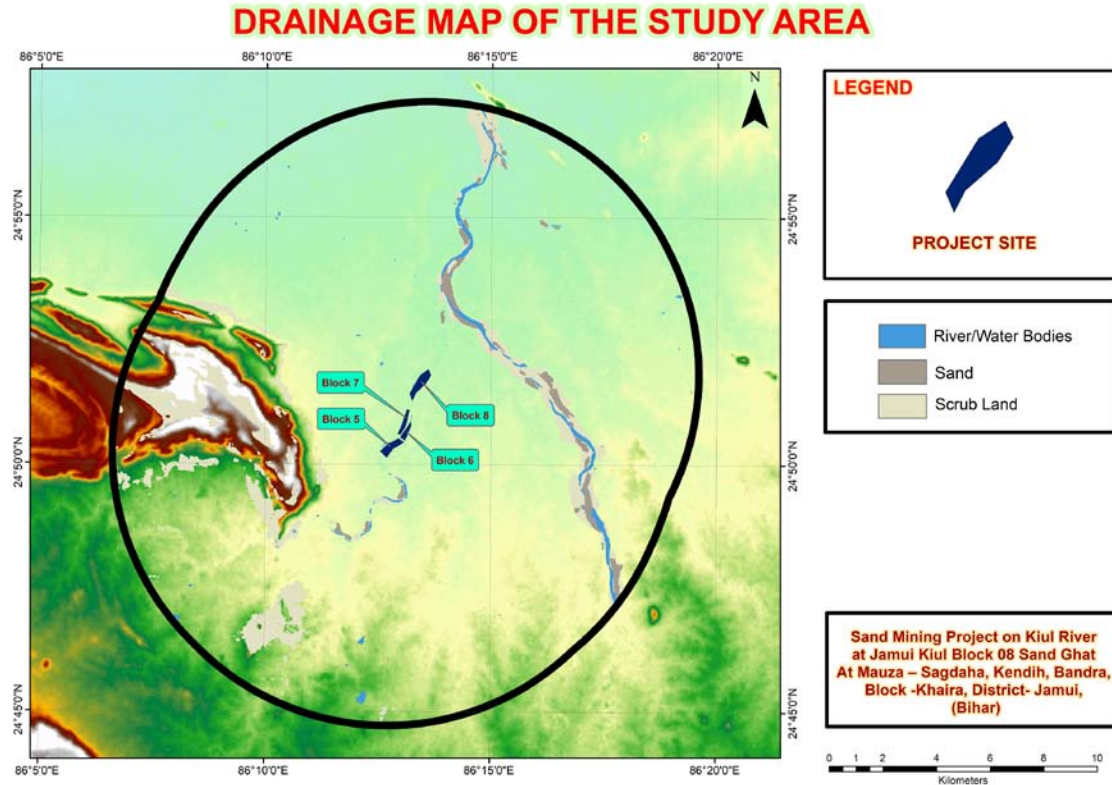 DRAINAGE MAP OF THE STUDY AREA
86°5'0"E
86°10'0"E
86°15'0"E
86°20'0"E
N
24°55'0"N
24°55'0"N
24°50'0"N
24°50'0"N
24°45'0"N
24°45'0"N
Block 7
Block 5
Block 8
Block 6
86°5'0"E
86°10'0"E
86°15'0"E
86°20'0"E
LEGEND
PROJECT SITE
River/Water Bodies
Sand
Scrub Land
Sand Mining Project on Kiul River
at Jamui Kiul Block 08 Sand Ghat
At Mauza – Sagdaha, Kendih, Bandra,
Block -Khaira, District- Jamui,
(Bihar)
0 2 4 6 8 10
Kilometers